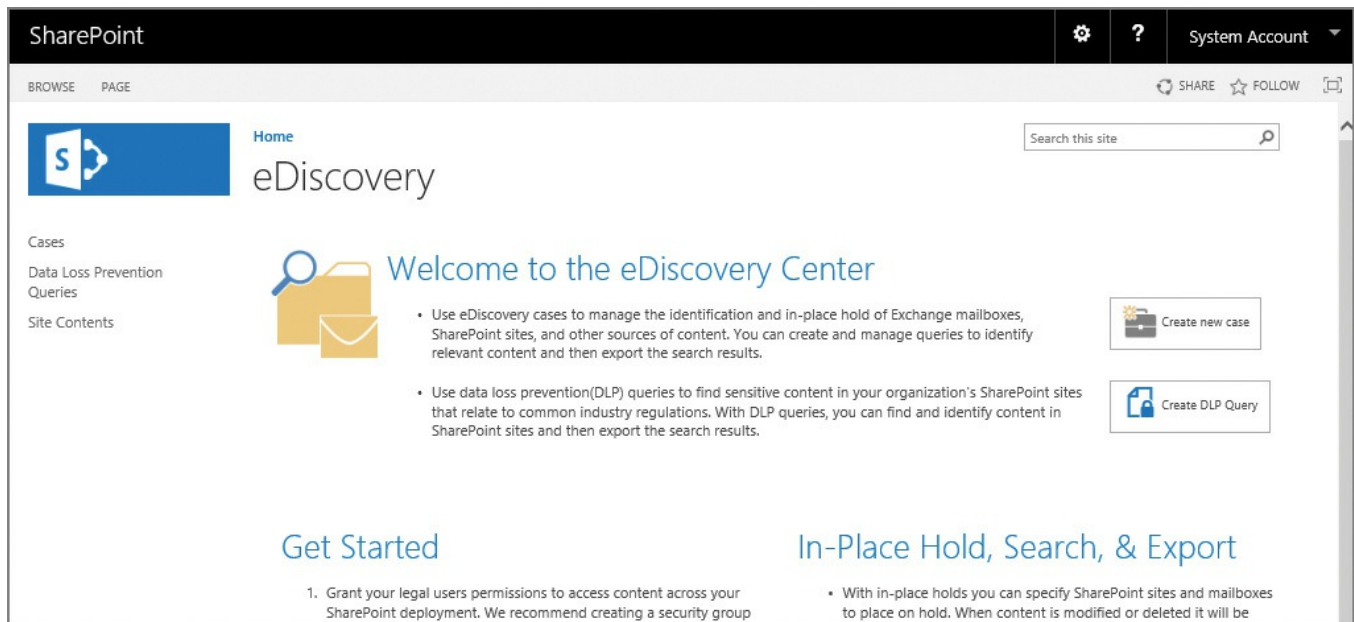 SharePoint
? System Account
BROWSE PAGE
SHARE FOLLOW
S
Home
Search this site
eDiscovery
Cases
Data Loss Prevention
Queries
Site Contents
Welcome to the eDiscovery Center
• Use eDiscovery cases to manage the identification and in-place hold of Exchange mailboxes,
SharePoint sites, and other sources of content. You can create and manage queries to identify
relevant content and then export the search results.
Create new case
• Use data loss prevention(DLP) queries to find sensitive content in your organization's SharePoint sites
that relate to common industry regulations. With DLP queries, you can find and identify content in
SharePoint sites and then export the search results.
Create DLP Query
Get Started
1. Grant your legal users permissions to access content across your
SharePoint deployment. We recommend creating a security group
In-Place Hold, Search, & Export
• With in-place holds you can specify SharePoint sites and mailboxes
to place on hold. When content is modified or deleted it will be